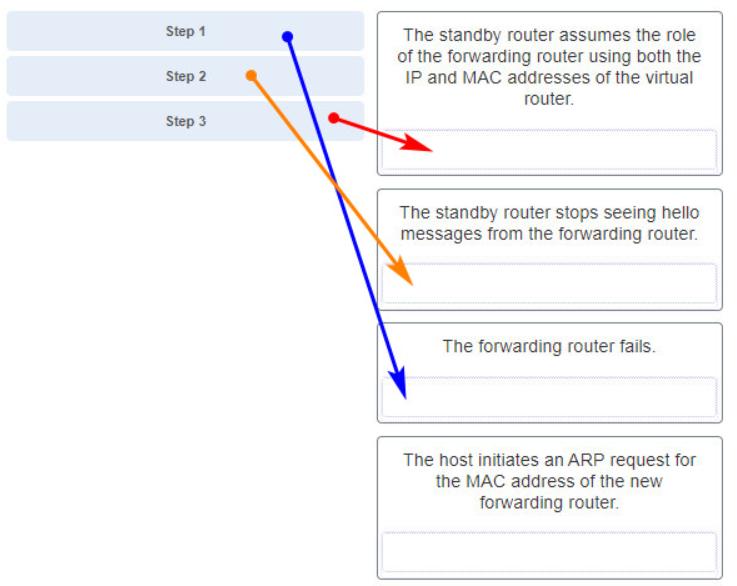 Step 1
Step 2
Step 3
The standby router assumes the role
of the forwarding router using both the
IP and MAC addresses of the virtual
router.
The standby router stops seeing hello
messages from the forwarding router.
The forwarding router fails.
The host initiates an ARP request for
the MAC address of the new
forwarding router.